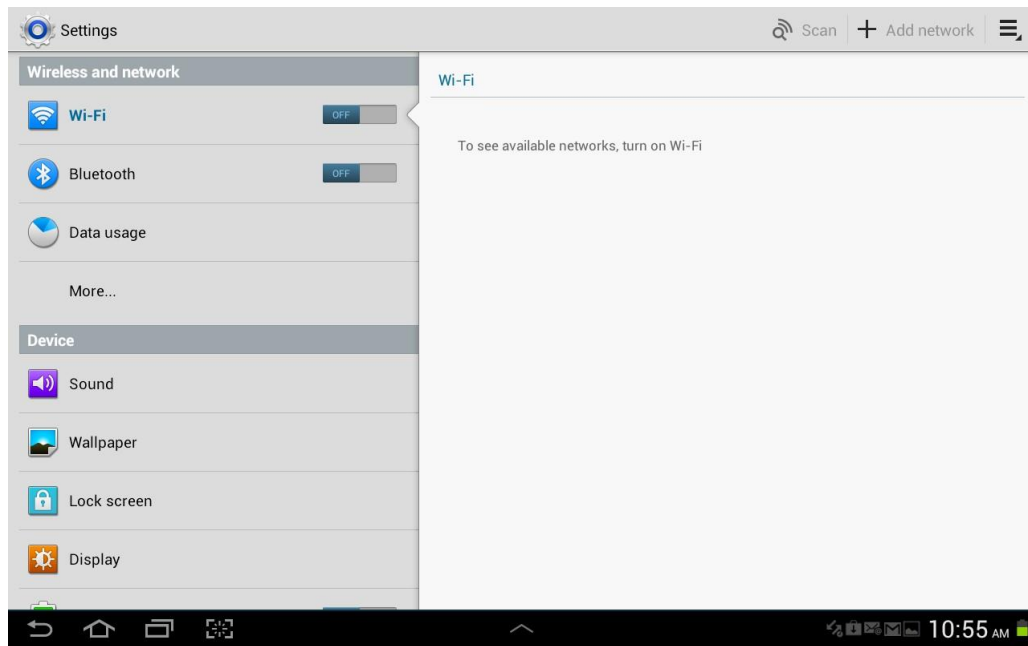 Settings
Scan
Add network
Wireless and network
Wi-Fi
OFF
Bluetooth
OFF
Data usage
More...
Device
Sound
Wallpaper
Lock screen
Display
Wi-Fi
To see available networks, turn on Wi-Fi
10:55 AM